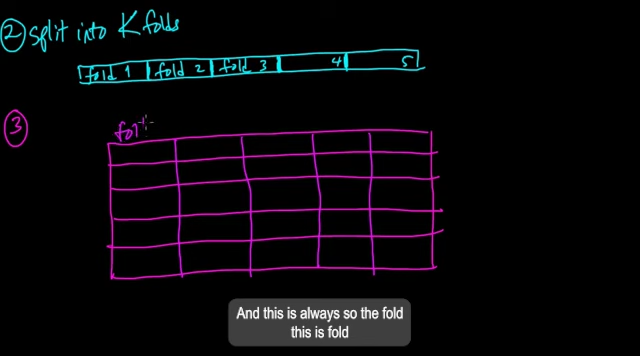 ② split into K folds
fold 1 fold 2 fold 3 4 5
③
fol
And this is always so the fold
this is fold